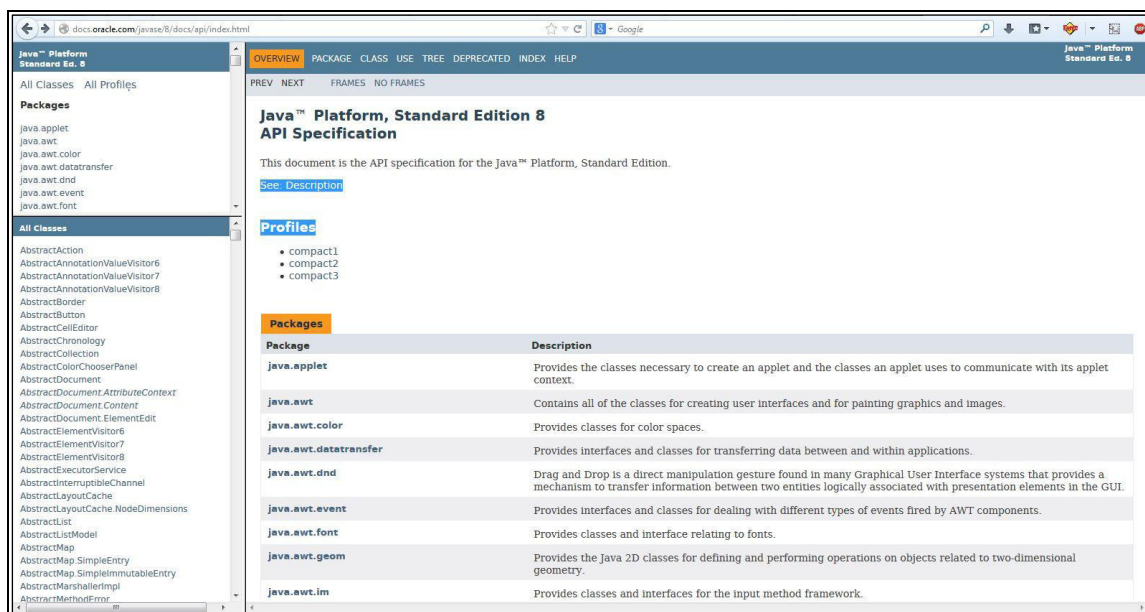 docs.oracle.com/javase/8/docs/api/index.html
Google
Java™ Platform
Standard Ed. 8
All Classes All Profiles
Packages
java.applet
java.awt
java.awt.color
java.awt.datatransfer
java.awt.dnd
java.awt.event
java.awt.font
All Classes
AbstractAction
AbstractAnnotationValueVisitor6
AbstractAnnotationValueVisitor7
AbstractAnnotationValueVisitor8
AbstractBorder
AbstractButton
AbstractCellEditor
AbstractChronology
AbstractCollection
AbstractColorChooserPanel
AbstractDocument
AbstractDocument.AttributeContext
AbstractDocument.Content
AbstractDocument.ElementEdit
AbstractElementVisitor6
AbstractElementVisitor7
AbstractElementVisitor8
AbstractExecutorService
AbstractInterruptibleChannel
AbstractLayoutCache
AbstractLayoutCache.NodeDimensions
AbstractList
AbstractListModel
AbstractMap
AbstractMap.SimpleEntry
AbstractMap.SimpleImmutableEntry
AbstractMarshallerImpl
AbstractMethodError
OVERVIEW PACKAGE CLASS USE TREE DEPRECATED INDEX HELP
Java™ Platform
Standard Ed. 8
PREV NEXT FRAMES NO FRAMES
Java™ Platform, Standard Edition 8
API Specification
This document is the API specification for the Java™ Platform, Standard Edition.
See: Description
Profiles
• compact1
• compact2
• compact3
Packages
Package Description
java.applet Provides the classes necessary to create an applet and the classes an applet uses to communicate with its applet
context.
java.awt Contains all of the classes for creating user interfaces and for painting graphics and images.
java.awt.color Provides classes for color spaces.
java.awt.datatransfer Provides interfaces and classes for transferring data between and within applications.
java.awt.dnd Drag and Drop is a direct manipulation gesture found in many Graphical User Interface systems that provides a
mechanism to transfer information between two entities logically associated with presentation elements in the GUI.
java.awt.event Provides interfaces and classes for dealing with different types of events fired by AWT components.
java.awt.font Provides classes and interface relating to fonts.
java.awt.geom Provides the Java 2D classes for defining and performing operations on objects related to two-dimensional
geometry.
java.awt.im Provides classes and interfaces for the input method framework.